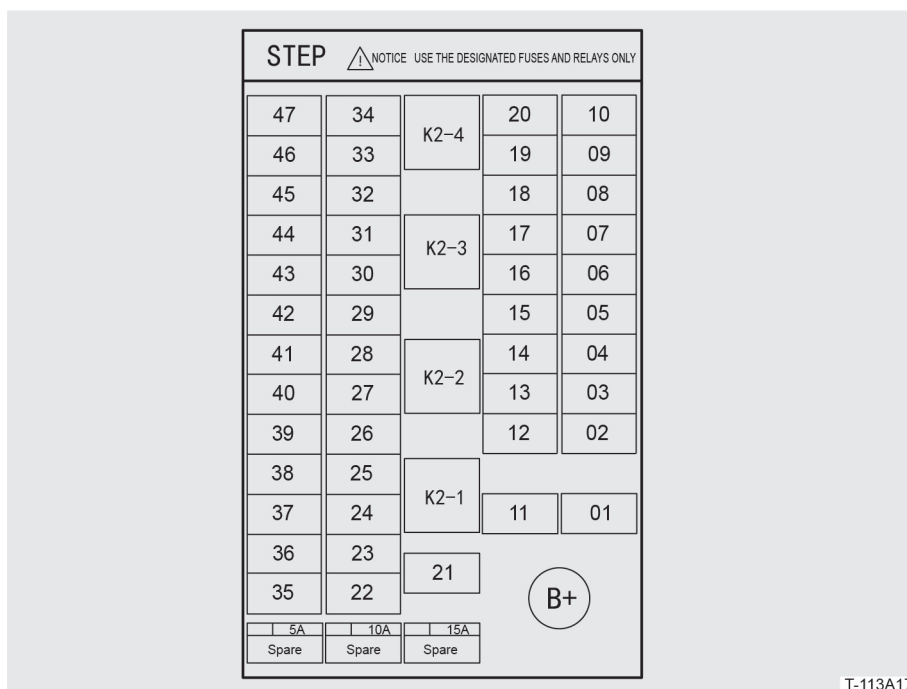 STEP NOTICE USE THE DESIGNATED FUSES AND RELAYS ONLY
47 34 K2-4 20 10
46 33 19 09
45 32 18 08
44 31 K2-3 17 07
43 30 16 06
42 29 15 05
41 28 K2-2 14 04
40 27 13 03
39 26 12 02
38 25 K2-1
37 24 11 01
36 23 21
35 22 B+
5A 10A 15A
Spare Spare Spare
T-113A17